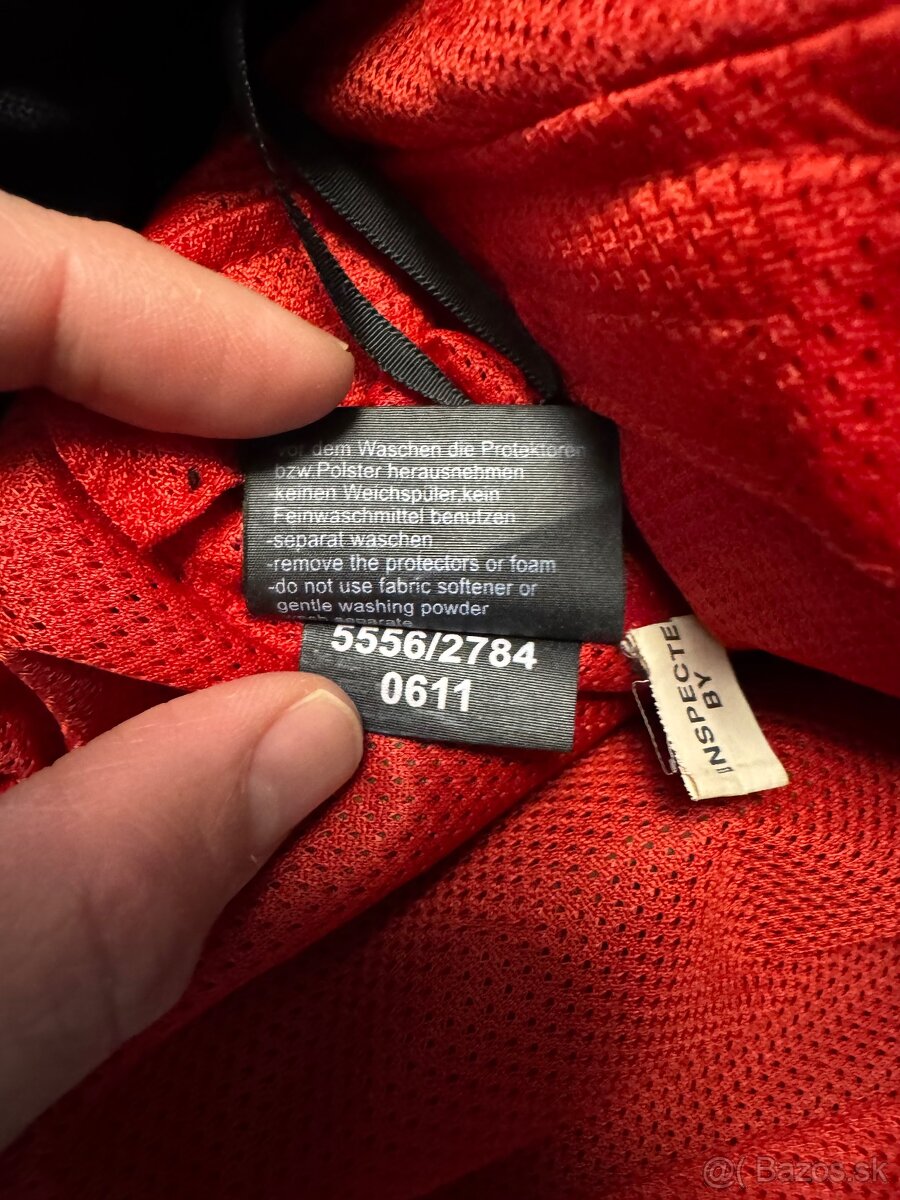 vor dem Waschen die Protektoren
bzw.Polster herausnehmen
-keinen Weichspüler,kein
Feinwaschmittel benutzen
-separat waschen
-remove the protectors or foam
-do not use fabric softener or
gentle washing powder
separate
5556/2784
0611
INSPECTE
BY
@( Bazos.sk